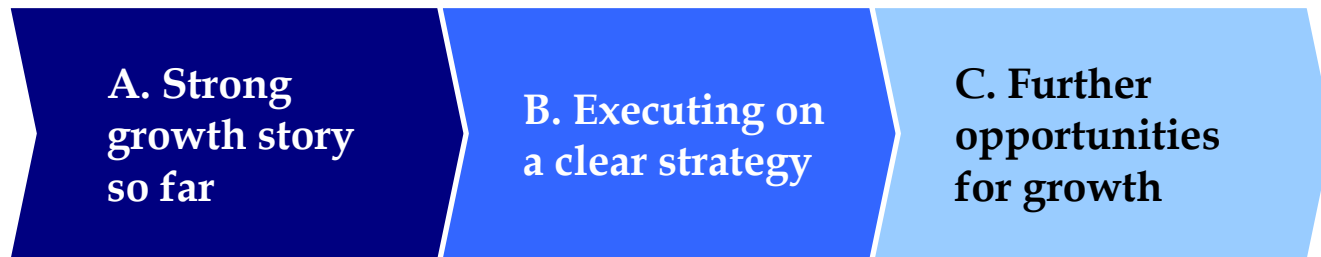 A. Strong
growth story
so far
B. Executing on
a clear strategy
C. Further
opportunities
for growth